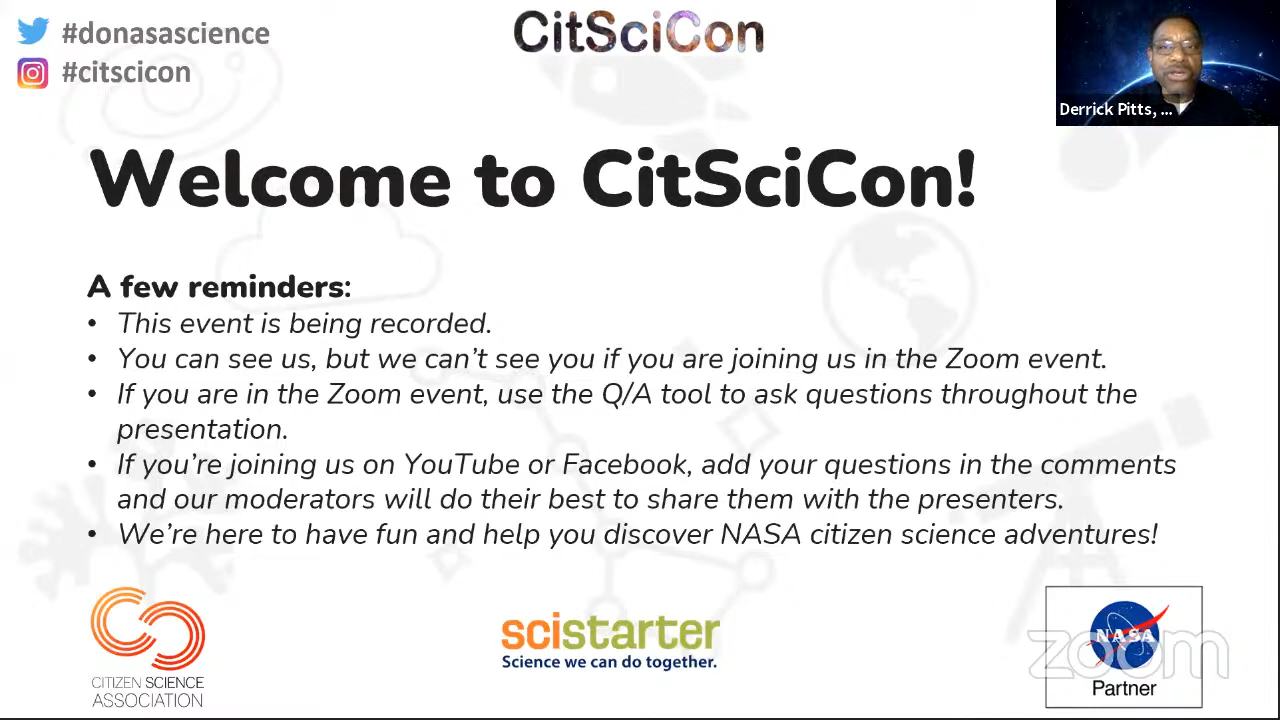 #donasascience
#citscicon
CitSciCon
Derrick Pitts, ...
Welcome to CitSciCon!
A few reminders:
• This event is being recorded.
• You can see us, but we can’t see you if you are joining us in the Zoom event.
• If you are in the Zoom event, use the Q/A tool to ask questions throughout the
presentation.
• If you’re joining us on YouTube or Facebook, add your questions in the comments
and our moderators will do their best to share them with the presenters.
• We’re here to have fun and help you discover NASA citizen science adventures!
CITIZEN SCIENCE
ASSOCIATION
scistarter
Science we can do together.
NASA
zoom
Partner